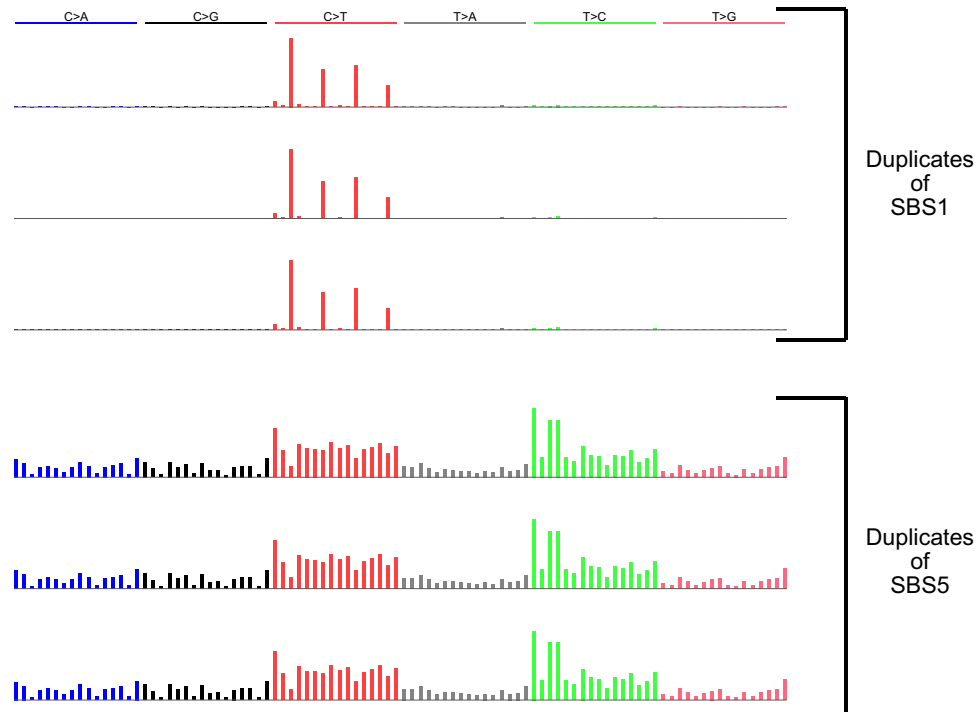 C>A C>G C>T T>A T>C T>G
Duplicates
of
SBS1
Duplicates
of
SBS5